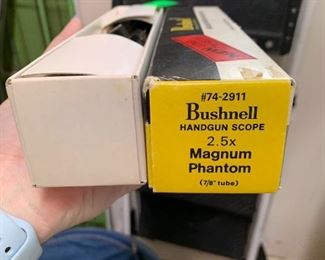 #74-2911
Bushnell
HANDGUN SCOPE
2.5x
Magnum
Phantom
(7/8" tube)